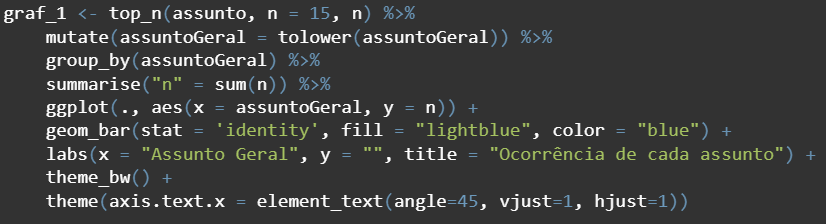 graf_1 <- top_n(assunto, n = 15, n) %>%
    mutate(assuntoGeral = tolower(assuntoGeral)) %>%
    group_by(assuntoGeral) %>%
    summarise("n" = sum(n)) %>%
    ggplot(., aes(x = assuntoGeral, y = n)) +
    geom_bar(stat = 'identity', fill = "lightblue", color = "blue") +
    labs(x = "Assunto Geral", y = "", title = "Ocorrência de cada assunto") +
    theme_bw() +
    theme(axis.text.x = element_text(angle=45, vjust=1, hjust=1))